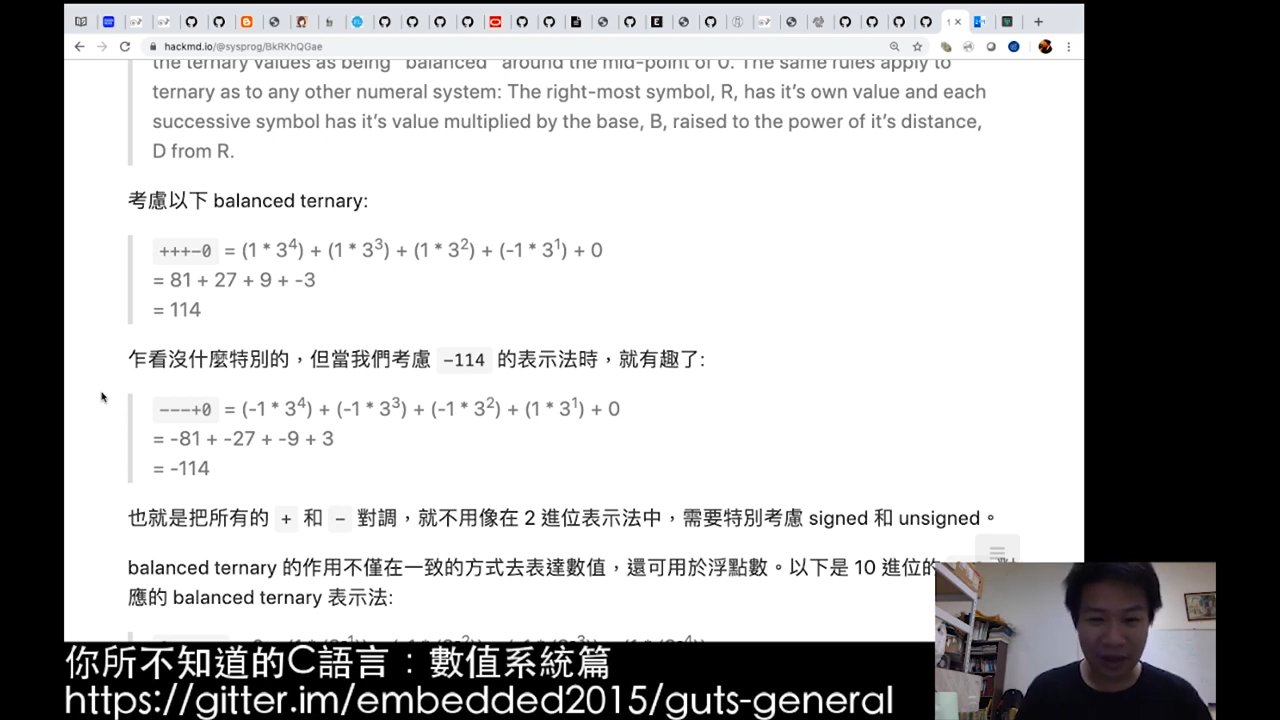 hackmd.io/@sysprog/BkRKhQGae
the ternary values as being "balanced" around the mid-point of 0. The same rules apply to
ternary as to any other numeral system: The right-most symbol, R, has it's own value and each
successive symbol has it's value multiplied by the base, B, raised to the power of it's distance,
D from R.
考慮以下 balanced ternary:
+++-0 = (1 * 3⁴) + (1 * 3³) + (1 * 3²) + (-1 * 3¹) + 0
= 81 + 27 + 9 + -3
= 114
乍看沒什麼特別的，但當我們考慮 -114 的表示法時，就有趣了:
---+0 = (-1 * 3⁴) + (-1 * 3³) + (-1 * 3²) + (1 * 3¹) + 0
= -81 + -27 + -9 + 3
= -114
也就是把所有的 + 和 - 對調，就不用像在 2 進位表示法中，需要特別考慮 signed 和 unsigned。
balanced ternary 的作用不僅在一致的方式去表達數值，還可用於浮點數。以下是 10 進位的
應的 balanced ternary 表示法:
你所不知道的C語言：數值系統篇
https://gitter.im/embedded2015/guts-general